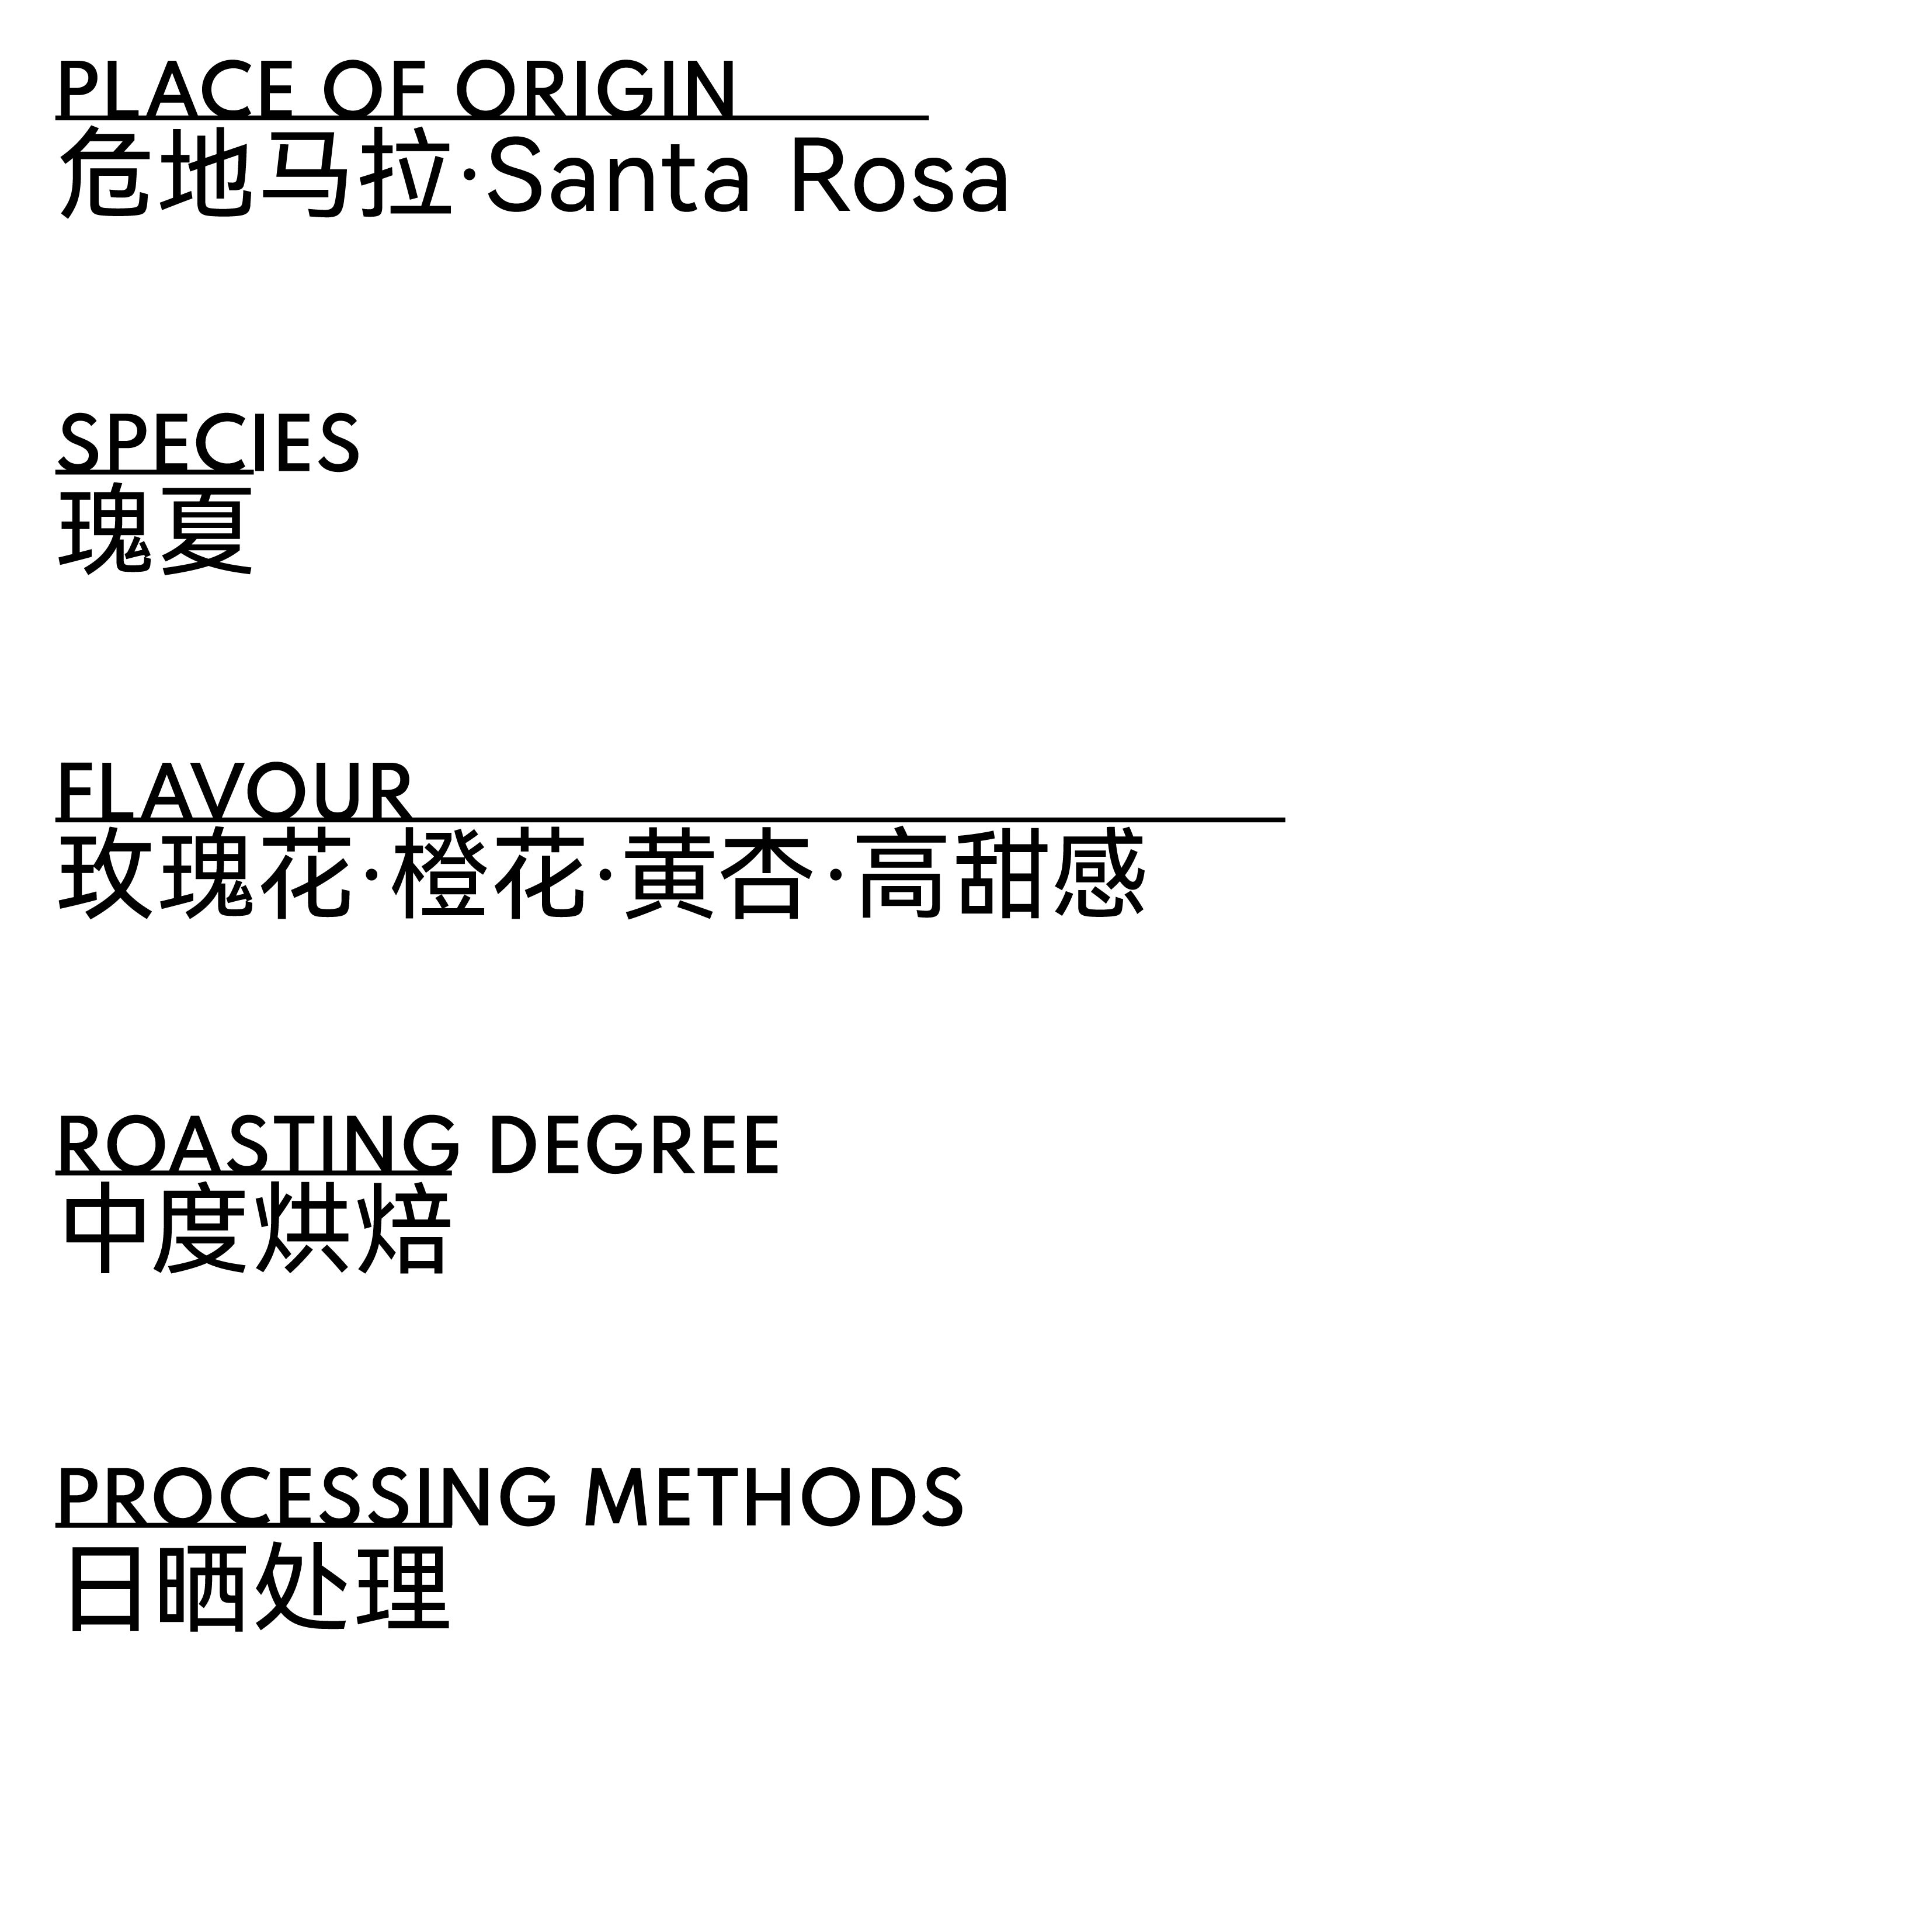 PLACE OF ORIGIN
危地马拉·Santa Rosa
SPECIES
瑰夏
FLAVOUR
玫瑰花·橙花·黄杏·高甜感
ROASTING DEGREE
中度烘焙
PROCESSING METHODS
日晒处理